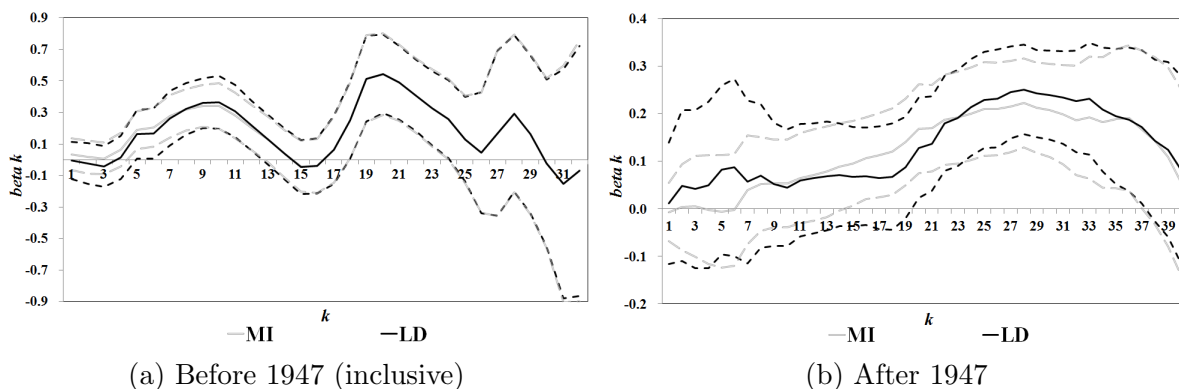 0.9
0.7
0.5
0.3
0.1
-0.1
-0.3
-0.5
-0.7
-0.9
beta k
1 3 5 7 9 11 13 15 17 19 21 23 25 27 29 31
k
MI LD
(a) Before 1947 (inclusive)
0.4
0.3
0.2
0.1
0.0
-0.1
-0.2
beta k
1 3 5 7 9 11 13 15 17 19 21 23 25 27 29 31 33 35 37 39
k
MI LD
(b) After 1947